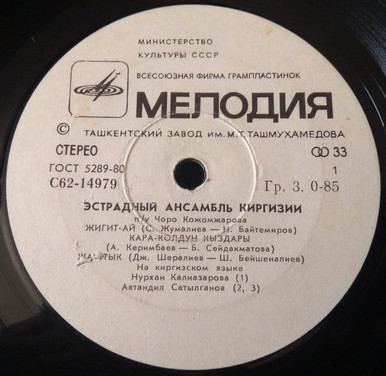 МИНИСТЕРСТВО
КУЛЬТУРЫ СССР
ВСЕСОЮЗНАЯ ФИРМА ГРАМПЛАСТИНОК
МЕЛОДИЯ
© ТАШКЕНТСКИЙ ЗАВОД ИМ. М. Т. ТАШМУХАМЕДОВА
СТЕРЕО 33
ГОСТ 5289-80 1
С62-14979 Гр. 3. 0-85
ЭСТРАДНЫЙ АНСАМБЛЬ КИРГИЗИИ
п/у Чоро Кожомжарова
ЖИГИТ-АЙ (С. Жумалиев — Н. Байтемиров)
КАРА-КОЛДУН КЫЗДАРЫ
(А. Керимбаев — Б. Сейдакматова)
(Дж. Шералиев — Ш. Бейшеналиев)
На киргизском языке
Нурхан Калназарова (1)
Автандил Сатылганов (2, 3)